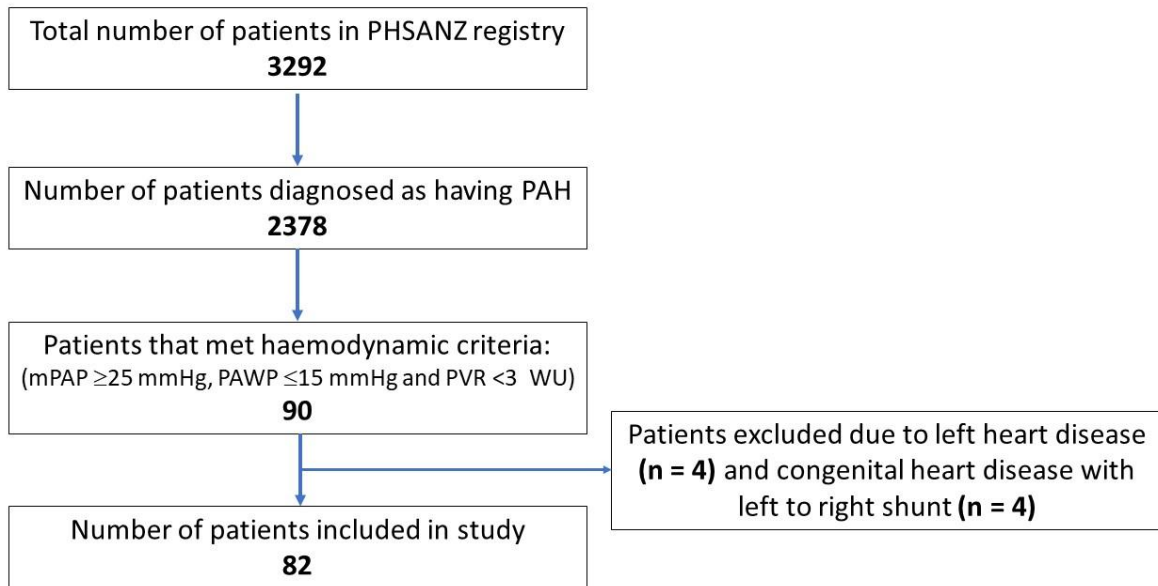 Total number of patients in PHSANZ registry
3292
Number of patients diagnosed as having PAH
2378
Patients that met haemodynamic criteria:
(mPAP ≥25 mmHg, PAWP ≤15 mmHg and PVR <3 WU)
90
Patients excluded due to left heart disease
(n = 4) and congenital heart disease with
left to right shunt (n = 4)
Number of patients included in study
82